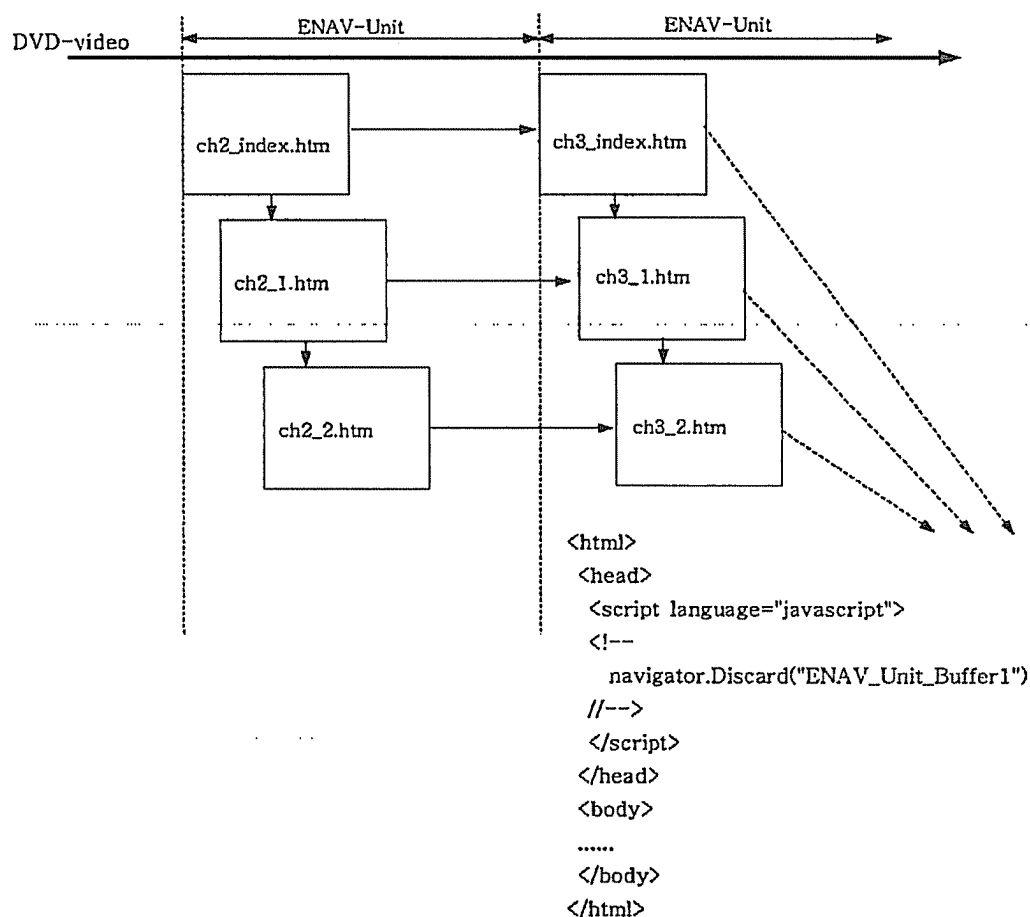 ENAV-Unit ENAV-Unit
DVD-video
ch2_index.htm ch3_index.htm
ch2_1.htm ch3_1.htm
ch2_2.htm ch3_2.htm
<html>
<head>
<script language="javascript">
<!--
navigator.Discard("ENAV_Unit_Buffer1")
//-->
</script>
</head>
<body>
......
</body>
</html>